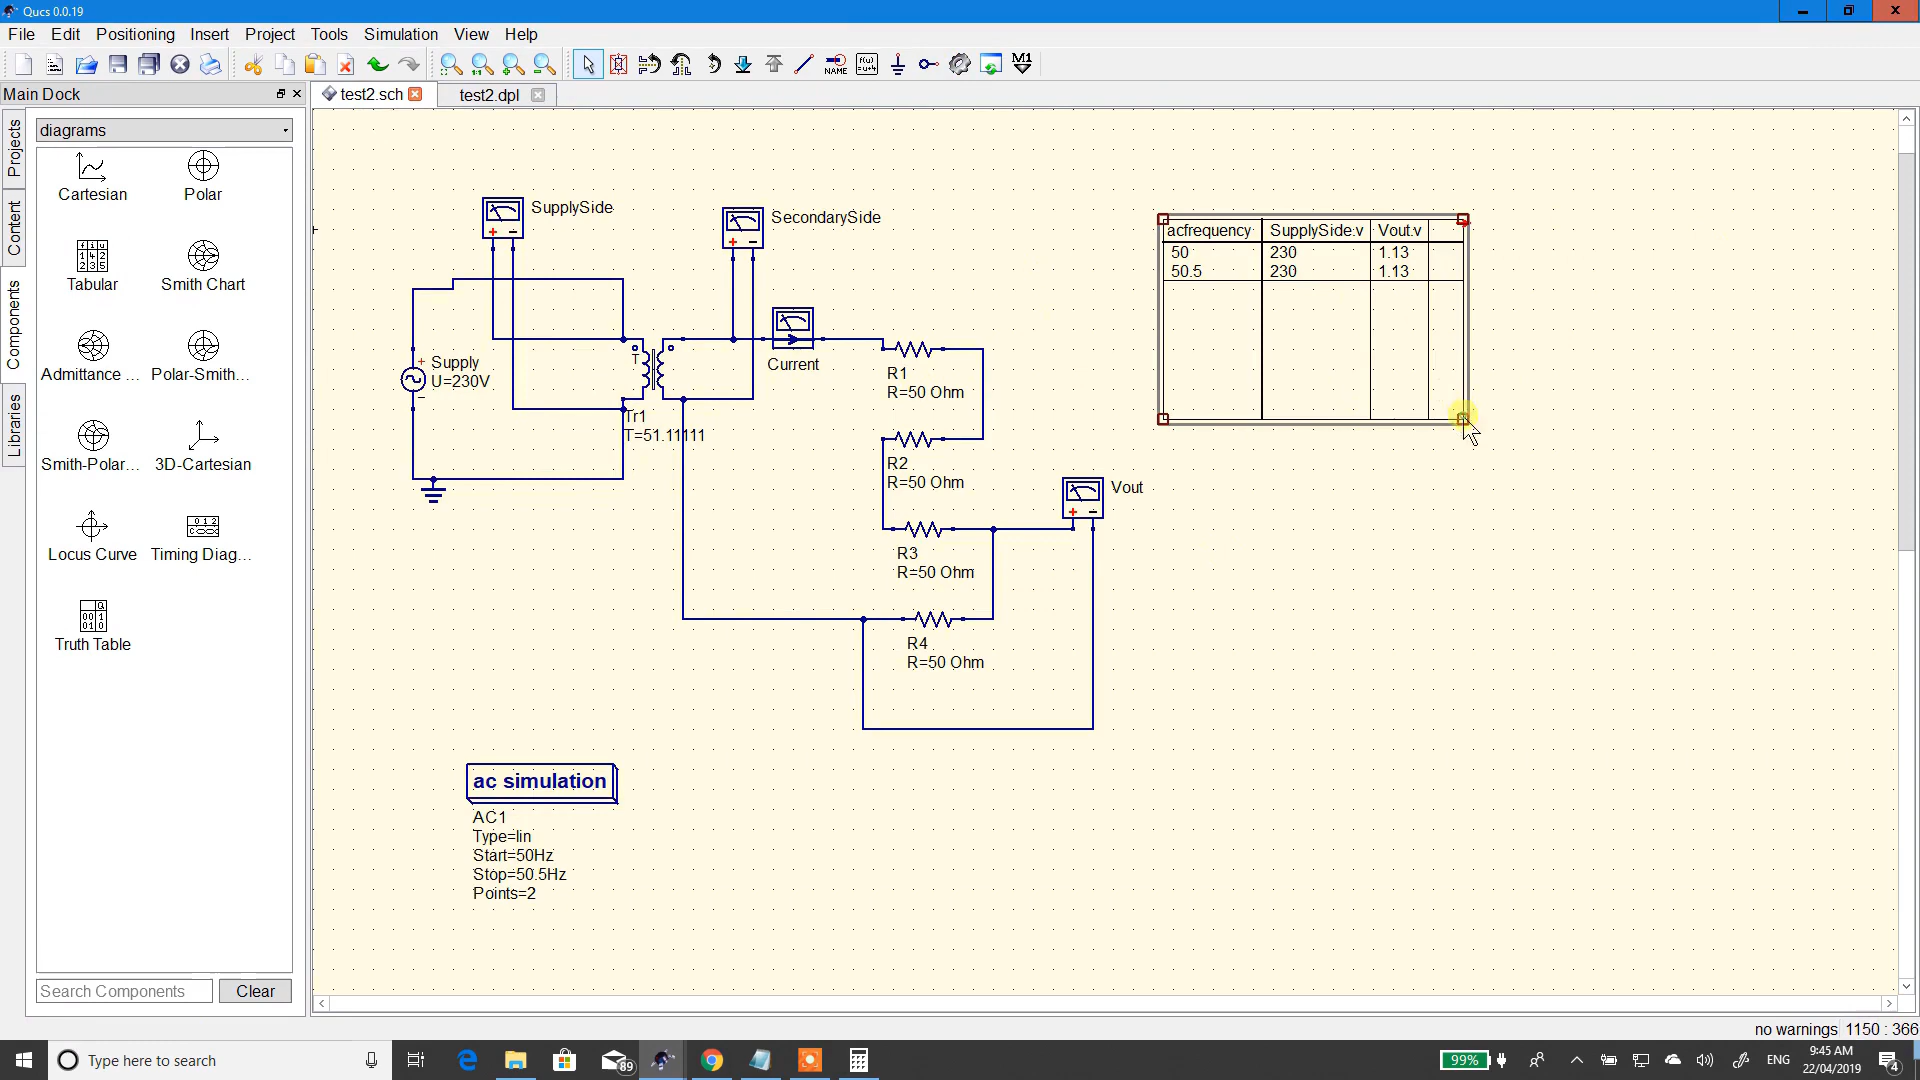 Qucs 0.0.19
File Edit Positioning Insert Project Tools Simulation View Help
NAME
M1
Main Dock
test2.sch
test2.dpl
Projects
Content
Components
Libraries
diagrams
Cartesian
Polar
Tabular
Smith Chart
Admittance ...
Polar-Smith...
Smith-Polar...
3D-Cartesian
Locus Curve
Timing Diag...
Truth Table
Search Components
Clear
SupplySide
SecondarySide
Supply
U=230V
T
Tr1
T=51.11111
Current
R1
R=50 Ohm
R2
R=50 Ohm
R3
R=50 Ohm
R4
R=50 Ohm
Vout
acfrequency SupplySide.v Vout.v
50 230 1.13
50.5 230 1.13
ac simulation
AC1
Type=lin
Start=50Hz
Stop=50.5Hz
Points=2
no warnings 1150 : 366
Type here to search
89
99%
ENG
9:45 AM
22/04/2019
4